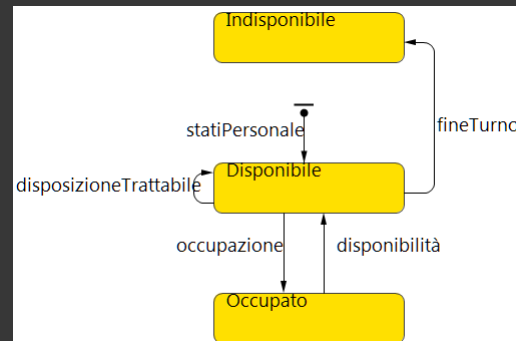 Indisponibile
statiPersonale
fineTurno
Disponibile
disposizioneTrattabile
occupazione
disponibilità
Occupato